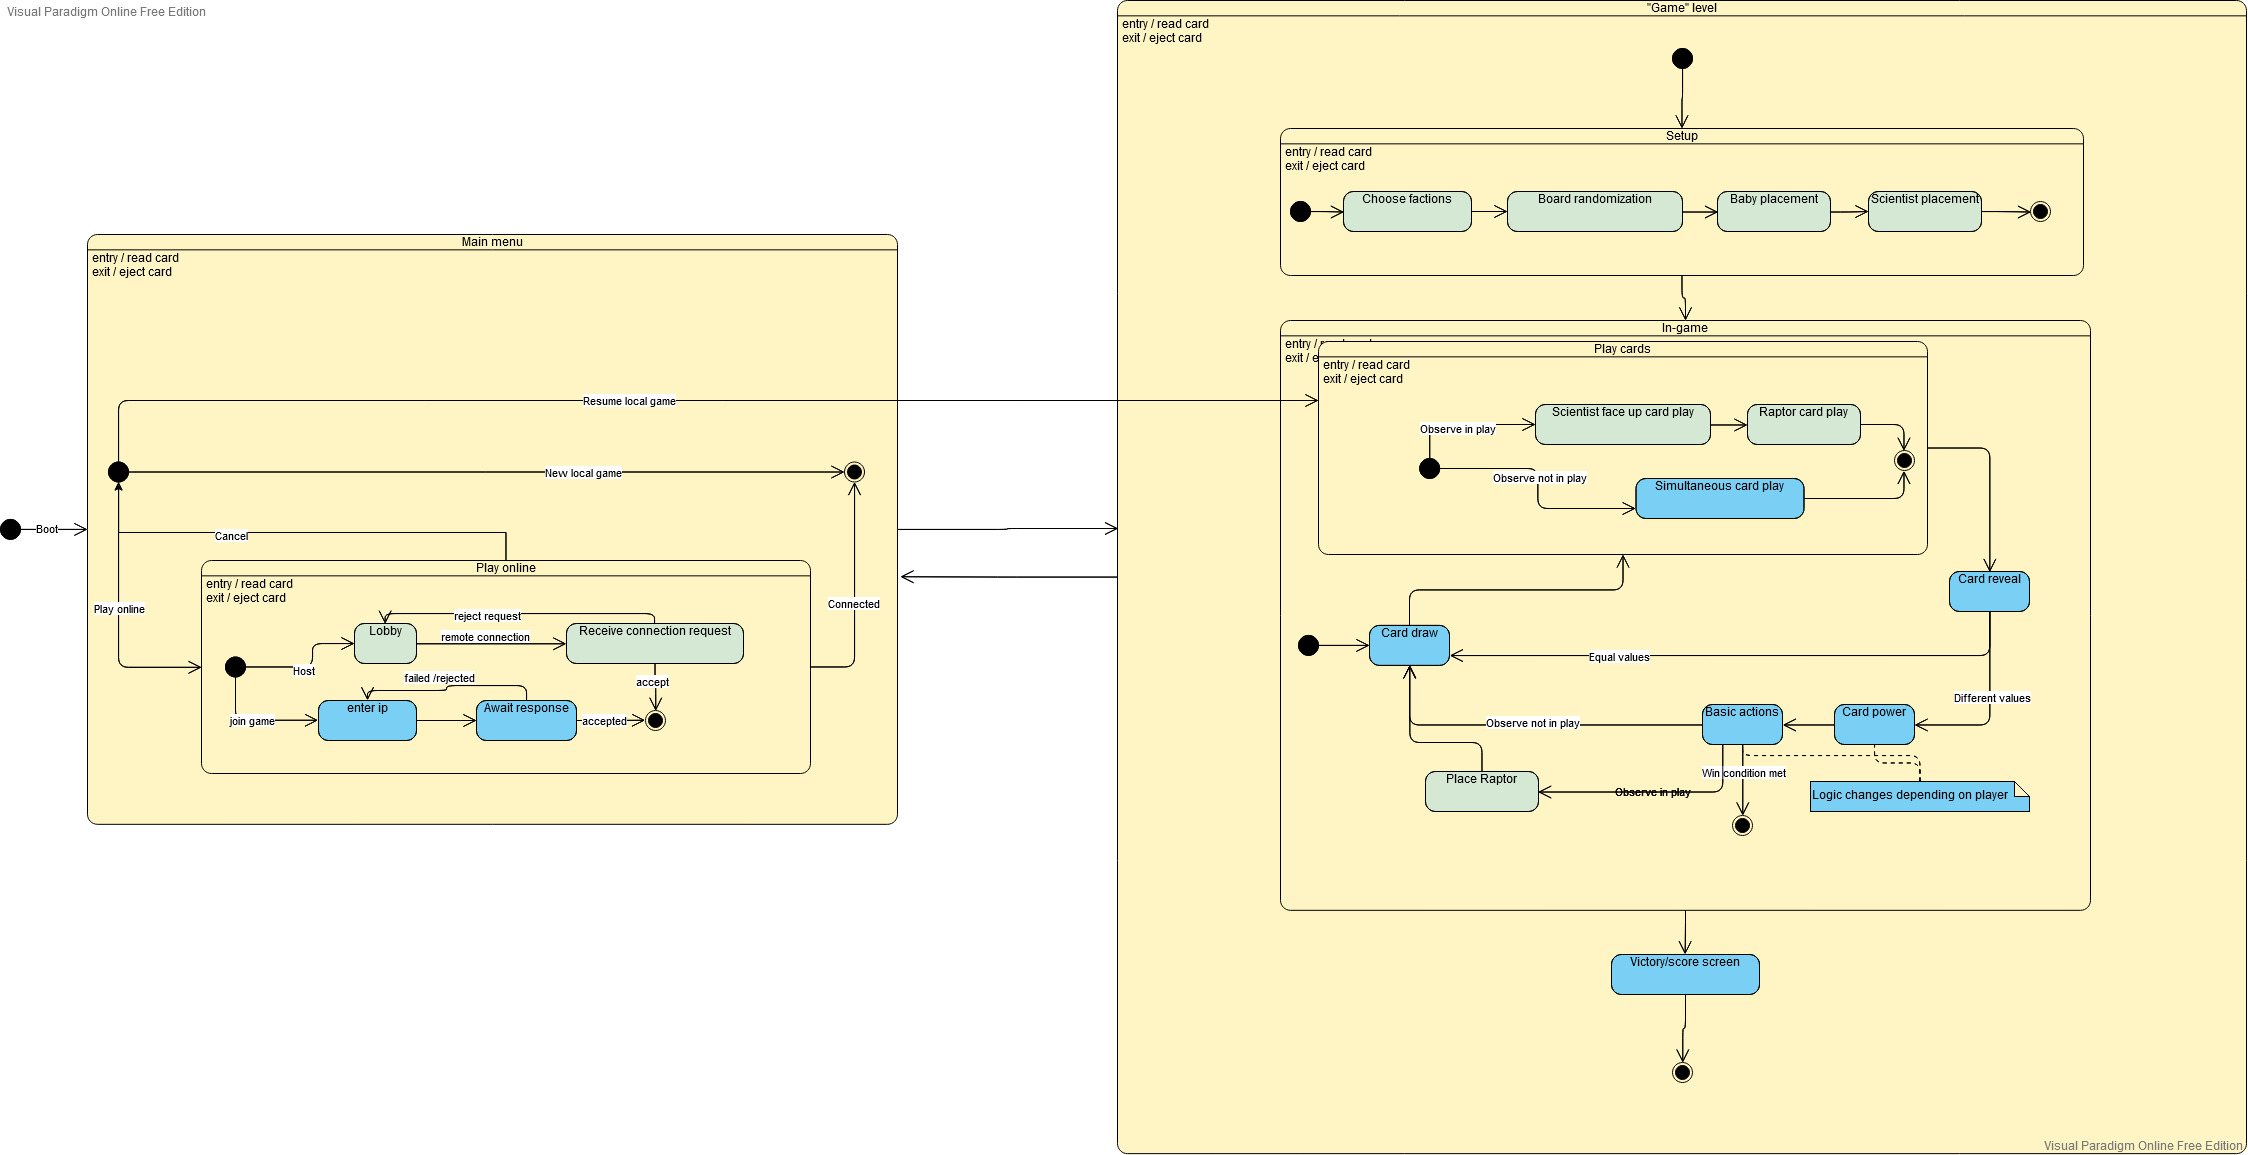 Visual Paradigm Online Free Edition
"Game" level
entry / read card
exit / eject card
Setup
entry / read card
exit / eject card
Choose factions
Board randomization
Baby placement
Scientist placement
Main menu
entry / read card
exit / eject card
Resume local game
New local game
Boot
Cancel
Play online
Connected
Play online
entry / read card
exit / eject card
reject request
Lobby
remote connection
Receive connection request
Host
accept
failed /rejected
join game
enter ip
Await response
accepted
In-game
entry /
exit / e
Play cards
entry / read card
exit / eject card
Observe in play
Scientist face up card play
Raptor card play
Observe not in play
Simultaneous card play
Card reveal
Card draw
Equal values
Different values
Observe not in play
Basic actions
Card power
Win condition met
Place Raptor
Observe in play
Logic changes depending on player
Victory/score screen
Visual Paradigm Online Free Edition